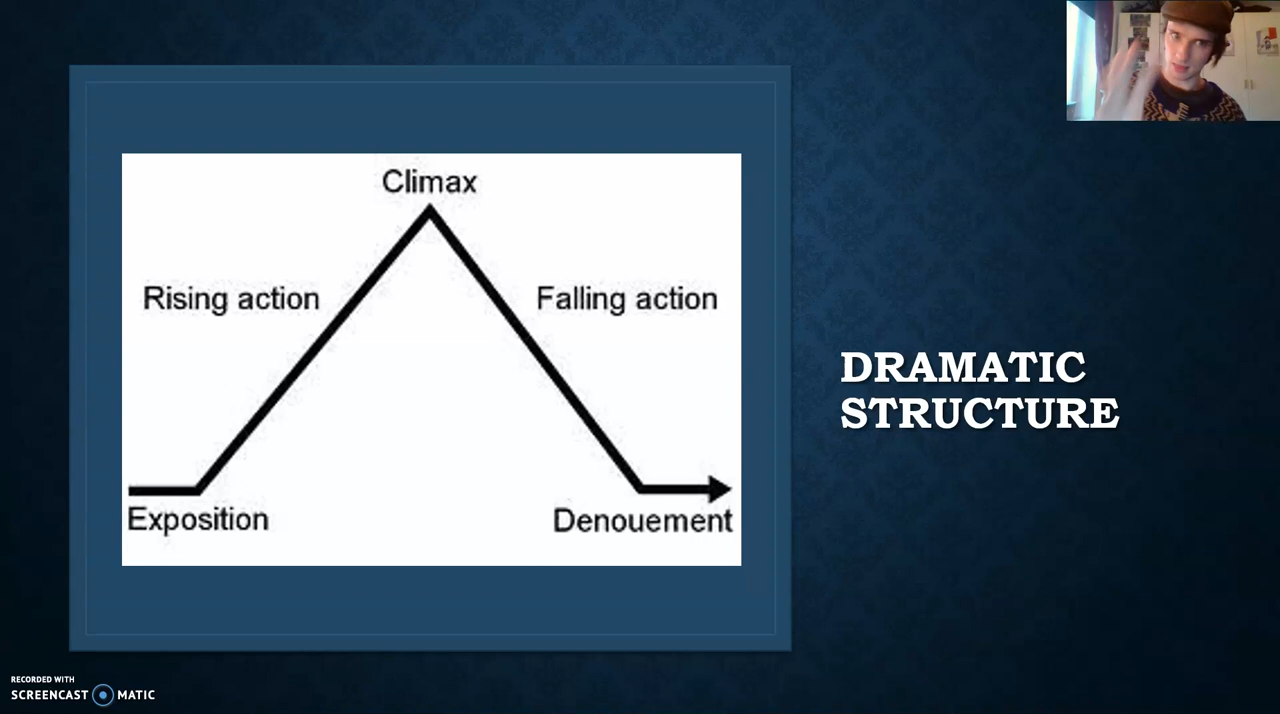 Climax
Rising action
Falling action
Exposition
Denouement
DRAMATIC
STRUCTURE
RECORDED WITH
SCREENCAST MATIC